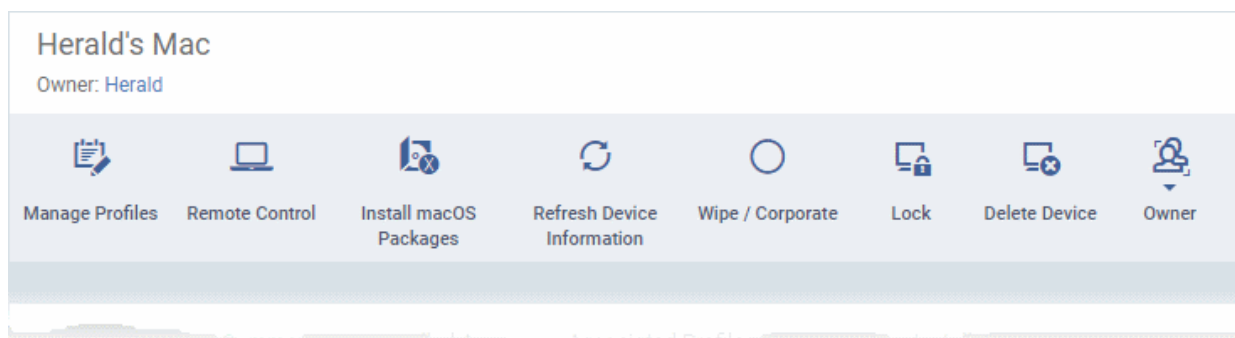 Herald's Mac
Owner: Herald
Manage Profiles
Remote Control
Install macOS
Packages
Refresh Device
Information
Wipe / Corporate
Lock
Delete Device
Owner